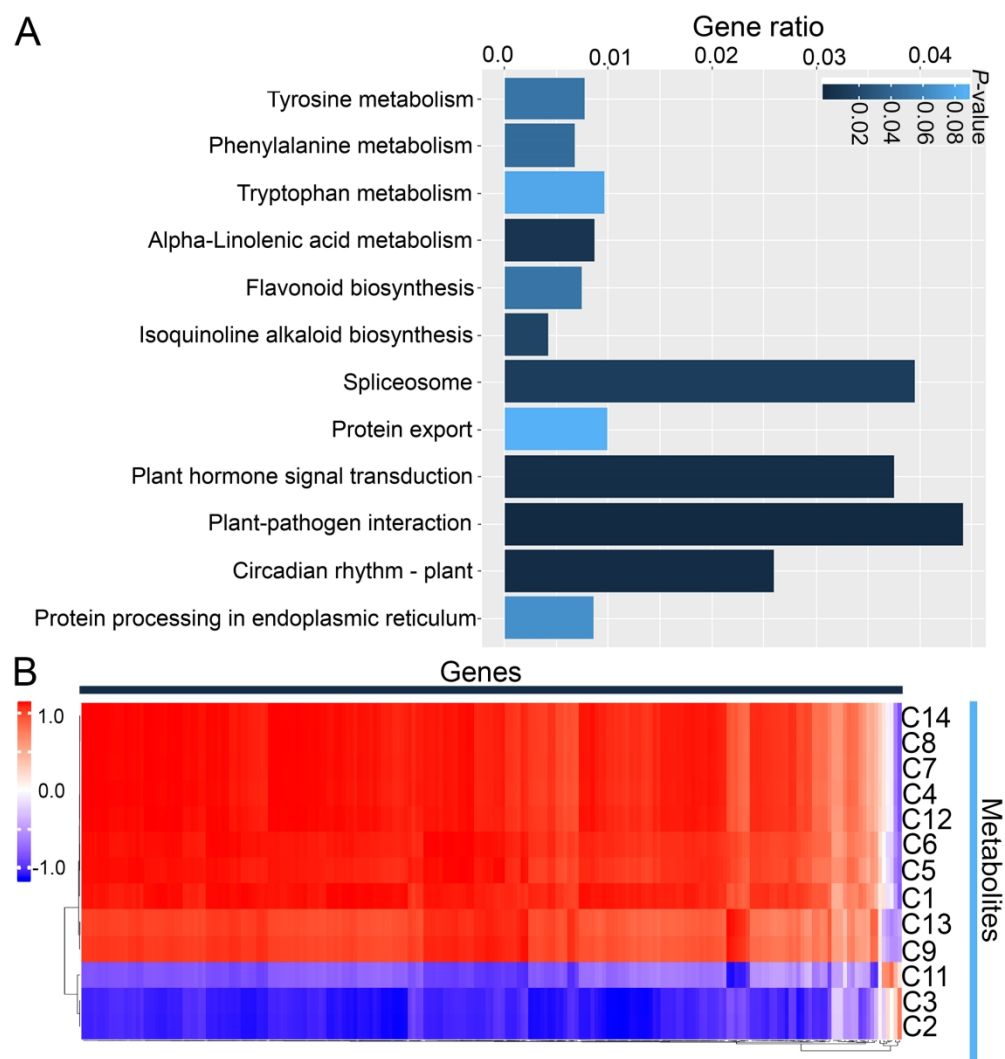 A
Gene ratio
0.0 0.01 0.02 0.03 0.04
P-value
0.02 0.04 0.06 0.08
Tyrosine metabolism
Phenylalanine metabolism
Tryptophan metabolism
Alpha-Linolenic acid metabolism
Flavonoid biosynthesis
Isoquinoline alkaloid biosynthesis
Spliceosome
Protein export
Plant hormone signal transduction
Plant-pathogen interaction
Circadian rhythm - plant
Protein processing in endoplasmic reticulum
B
Genes
1.0
0.0
-1.0
C14
C8
C7
C4
C12
C6
C5
C1
C13
C9
C11
C3
C2
Metabolites